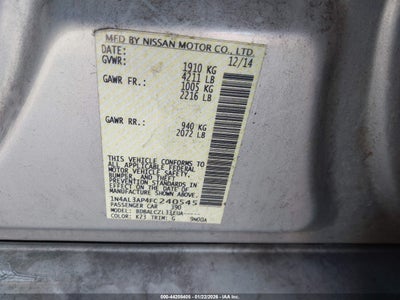 MFD BY NISSAN MOTOR CO., LTD.
DATE: 12/14
GVWR: 1910 KG
4211 LB
GAWR FR.: 1005 KG
2216 LB
GAWR RR.: 940 KG
2072 LB
THIS VEHICLE CONFORMS TO ALL
APPLICABLE FEDERAL MOTOR
VEHICLE SAFETY,
BUMPER, AND THEFT PREVENTION
STANDARDS IN EFFECT ON THE
DATE OF MANUFACTURE
SHOWN ABOVE.
1N4AL3AP4FC240545
PASSENGER CAR 390
MODEL:
COLOR: K23 TRIM: G
800-44209405 - 01/23/2026 - IAA